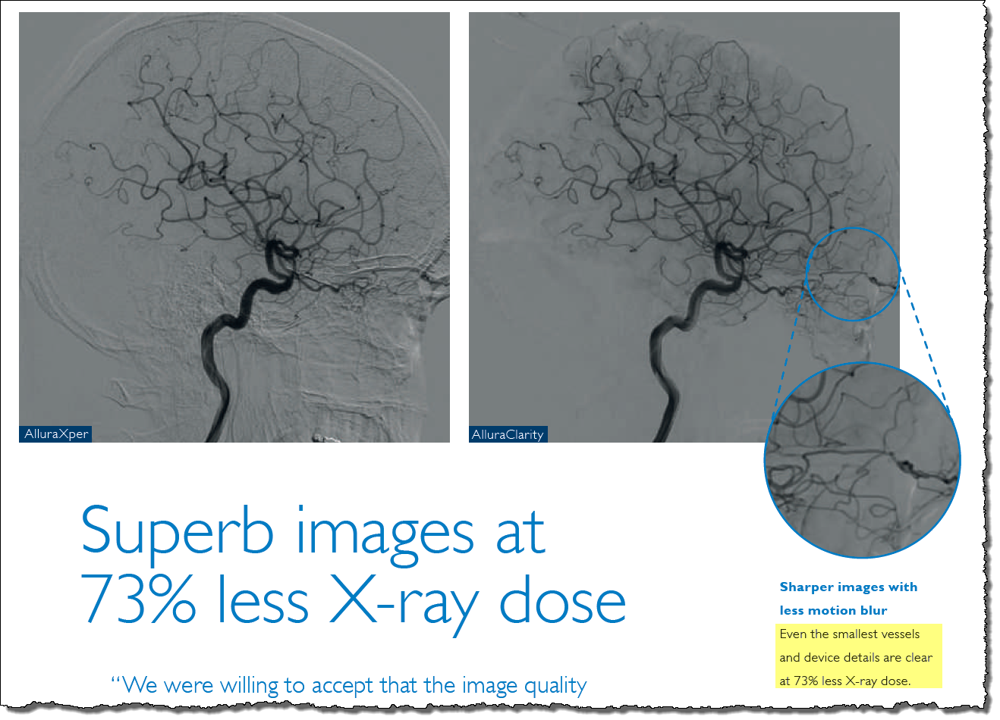 AlluraXper
AlluraClarity
Superb images at
73% less X-ray dose
Sharper images with
less motion blur
Even the smallest vessels
and device details are clear
at 73% less X-ray dose.
“We were willing to accept that the image quality